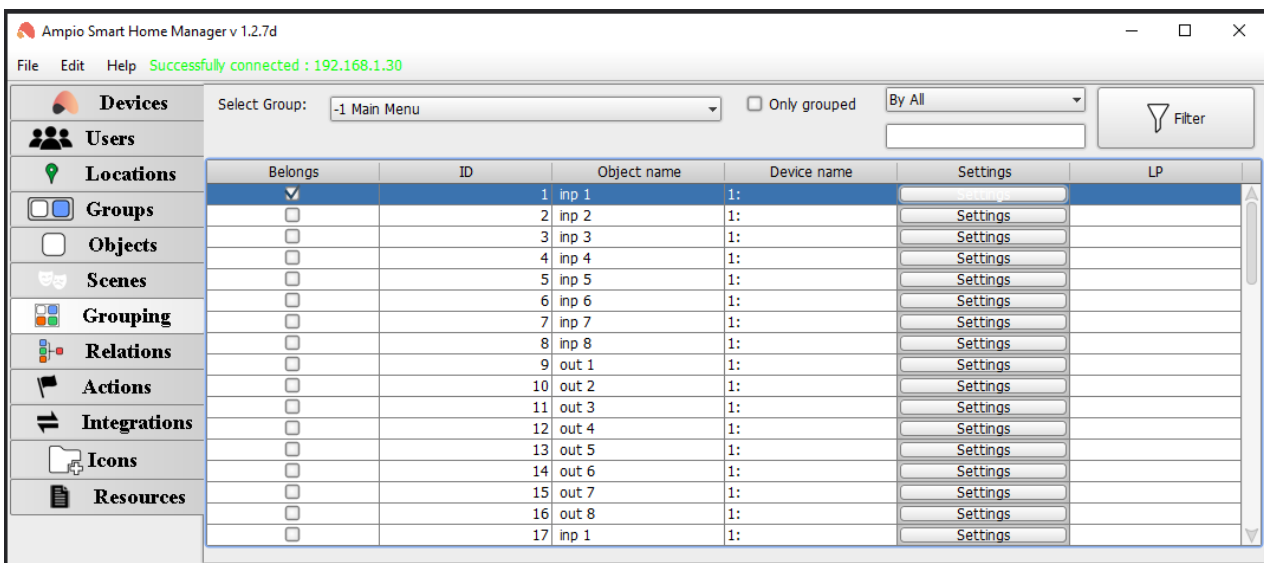 Ampio Smart Home Manager v 1.2.7d
File Edit Help Successfully connected : 192.168.1.30
Devices
Users
Locations
Groups
Objects
Scenes
Grouping
Relations
Actions
Integrations
Icons
Resources
Select Group: -1 Main Menu Only grouped By All Filter
Belongs ID Object name Device name Settings LP
1 inp 1 1: Settings
2 inp 2 1: Settings
3 inp 3 1: Settings
4 inp 4 1: Settings
5 inp 5 1: Settings
6 inp 6 1: Settings
7 inp 7 1: Settings
8 inp 8 1: Settings
9 out 1 1: Settings
10 out 2 1: Settings
11 out 3 1: Settings
12 out 4 1: Settings
13 out 5 1: Settings
14 out 6 1: Settings
15 out 7 1: Settings
16 out 8 1: Settings
17 inp 1 1: Settings